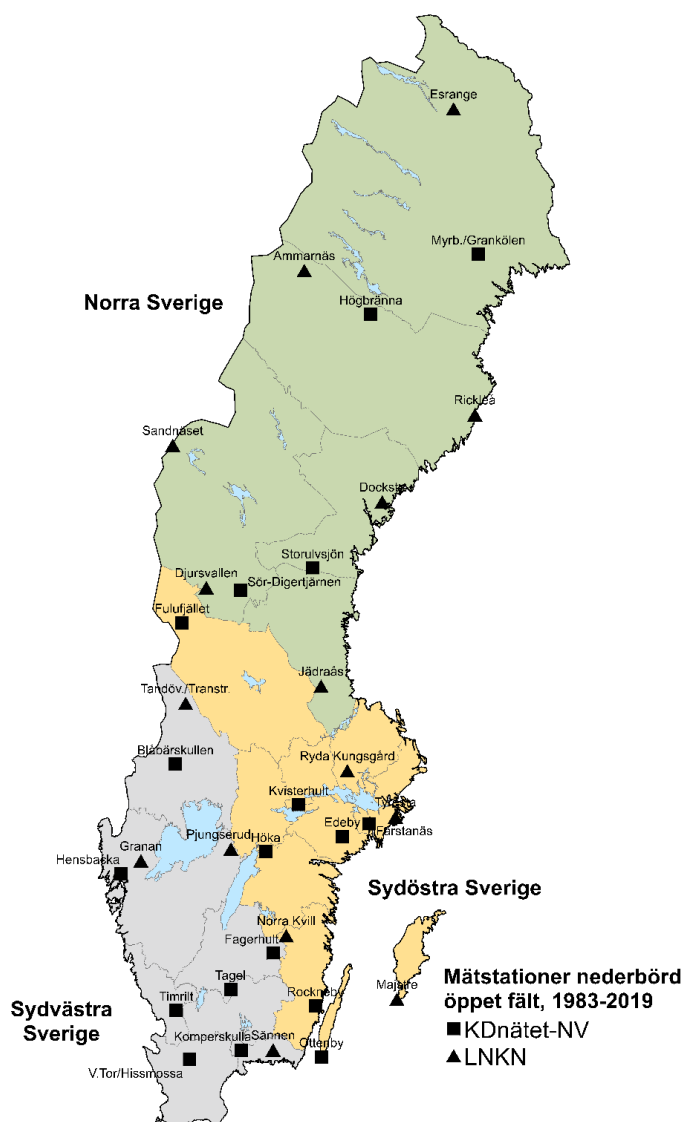 Esrange
Myrb./Grankölen
Ammarnäs
Högbränna
Norra Sverige
Rickleå
Sandnäset
Docksta
Storulvsjön
Djursvallen
Sör-Digertjärnen
Fulufjället
Jädraås
Tandöv./Transtr.
Ryda Kungsgård
Blåbärskullen
Kvisterhult
Tyresta
Edeby
Farstanäs
Pjungserud
Höka
Granan
Hensbacka
Sydöstra Sverige
Norra Kvill
Fagerhult
Tagel
Majstre
Mätstationer nederbörd
öppet fält, 1983-2019
Timrilt
Rockneby
Sydvästra
Sverige
KDnätet-NV
Komperskulla
Sännen
Ottenby
LNKN
V.Tor/Hissmossa